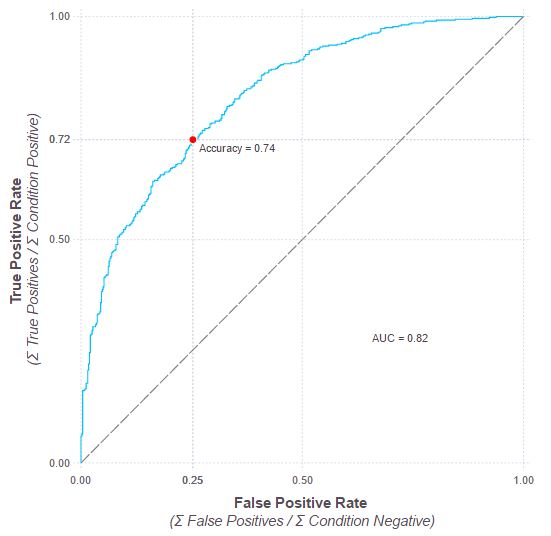 1.00
0.72
Accuracy = 0.74
0.50
True Positive Rate
(Σ True Positives / Σ Condition Positive)
AUC = 0.82
0.00
0.00 0.25 0.50 1.00
False Positive Rate
(Σ False Positives / Σ Condition Negative)